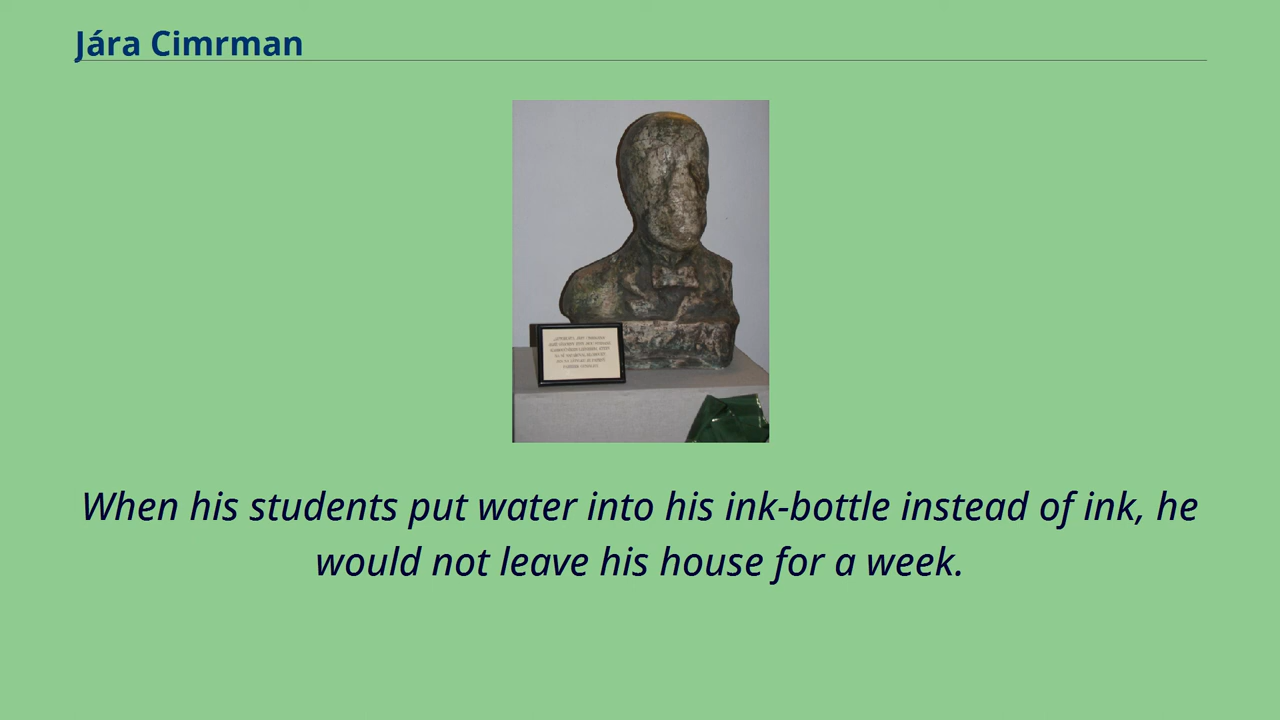 Jára Cimrman
When his students put water into his ink-bottle instead of ink, he
would not leave his house for a week.